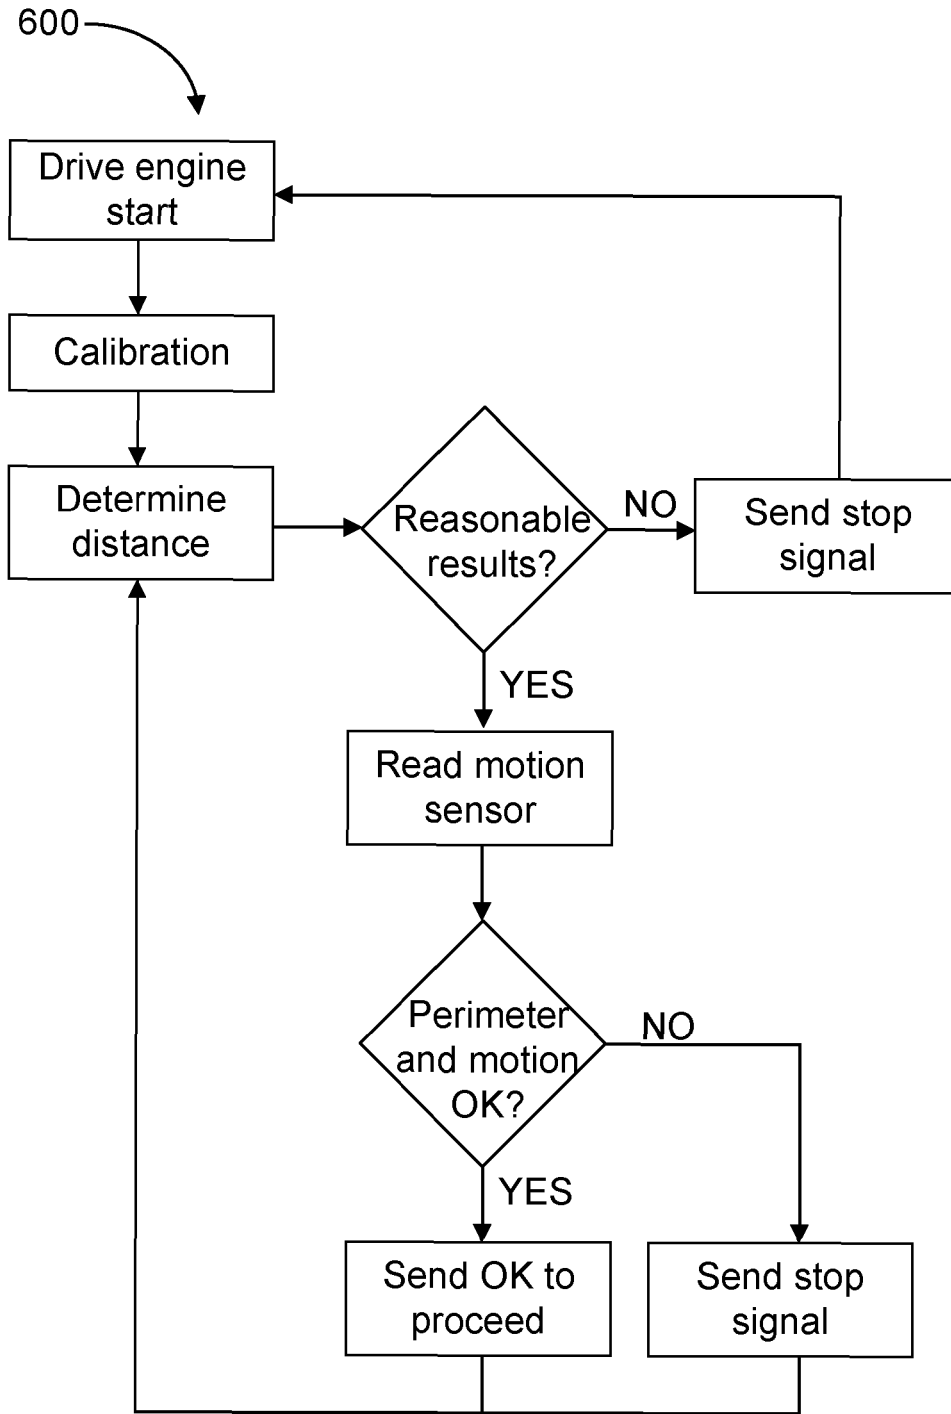 600
Drive engine
start
Calibration
Determine
distance
Reasonable
results?
NO
Send stop
signal
YES
Read motion
sensor
Perimeter
and motion
OK?
NO
YES
Send OK to
proceed
Send stop
signal